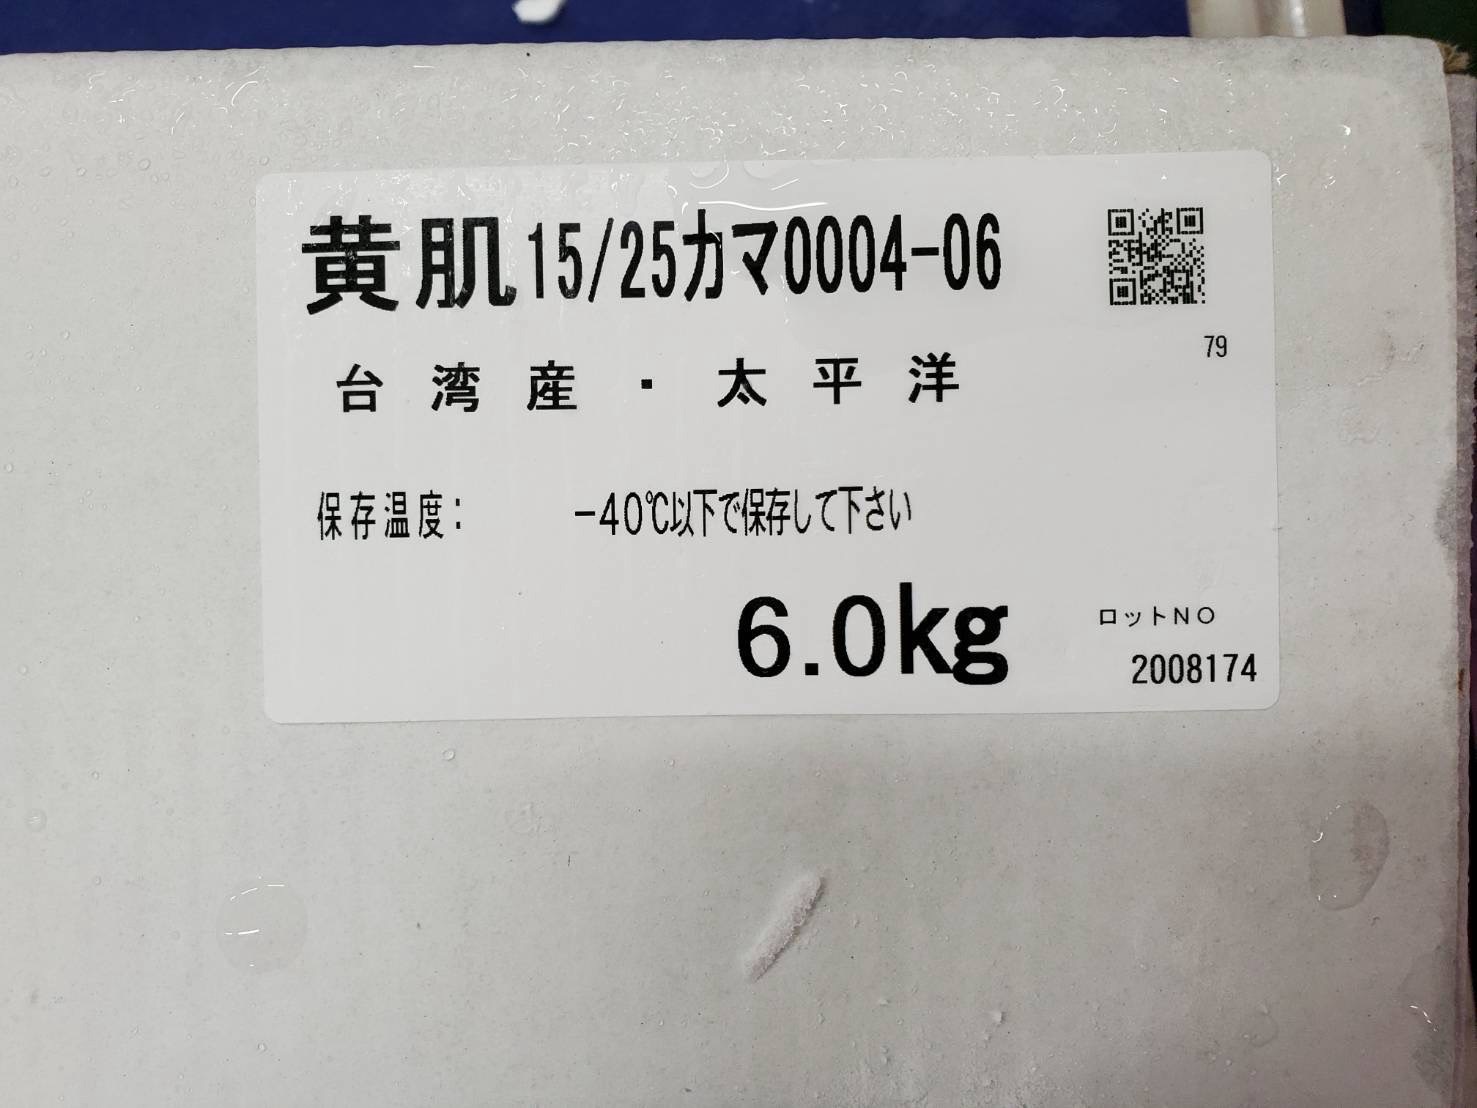 黄肌15/25カマ0004-06
79
台湾産・太平洋
保存温度: -40℃以下で保存して下さい
6.0kg
ロットNO
2008174